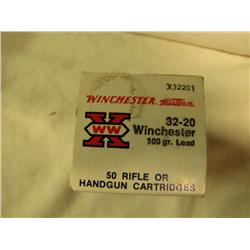 X32201
WINCHESTER Western
32-20
WW
Winchester
100 gr. Lead
50 RIFLE OR
HANDGUN CARTRIDGES